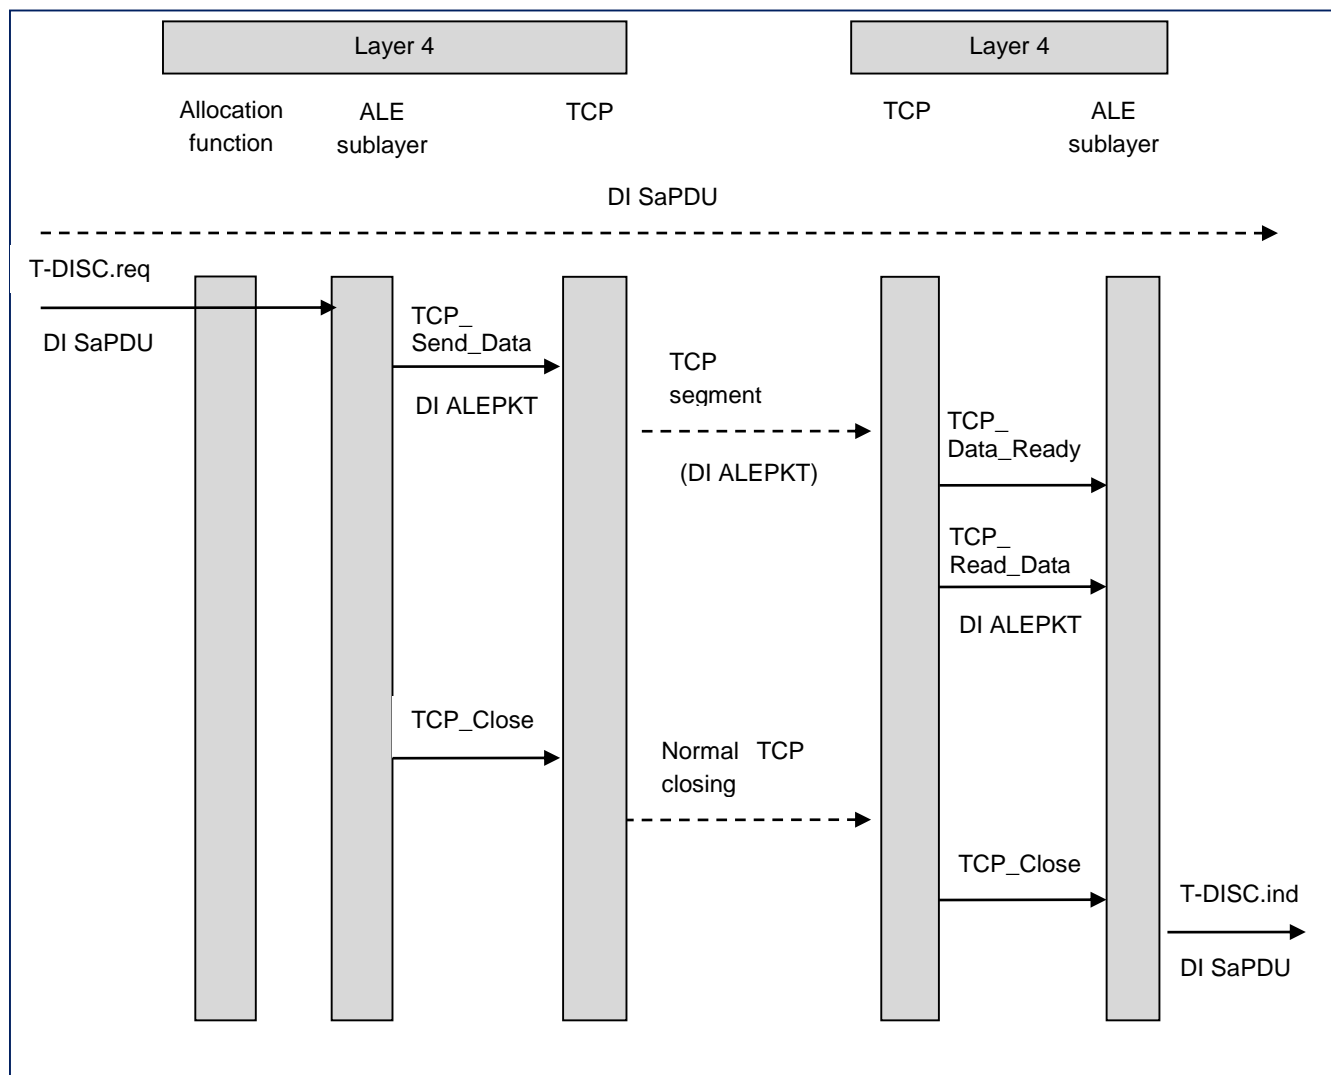 Layer 4
Layer 4
Allocation
function
ALE
sublayer
TCP
TCP
ALE
sublayer
DI SaPDU
T-DISC.req
DI SaPDU
TCP_
Send_Data
DI ALEPKT
TCP
segment
(DI ALEPKT)
TCP_
Data_Ready
TCP_
Read_Data
DI ALEPKT
TCP_Close
Normal TCP
closing
TCP_Close
T-DISC.ind
DI SaPDU